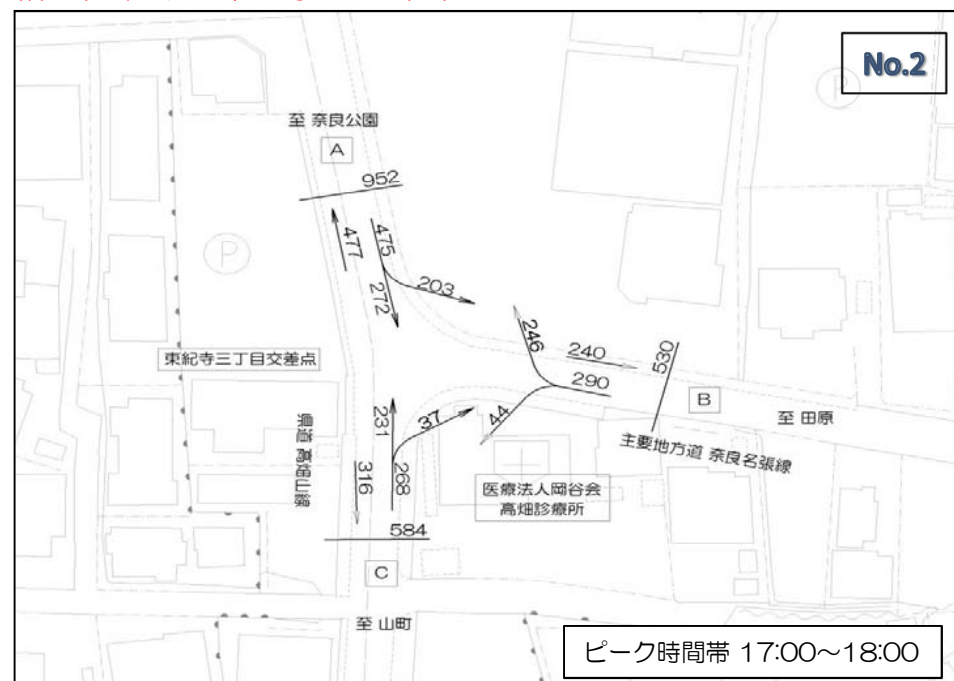 No.2
P
至 奈良公園
A
952
475
477
203
272
P
246
240
530
290
東紀寺三丁目交差点
B
44
至 田原
37
231
主要地方道 奈良名張線
県道 高畑山線
316
268
医療法人岡谷会
高畑診療所
584
C
至 山町
ピーク時間帯 17:00～18:00